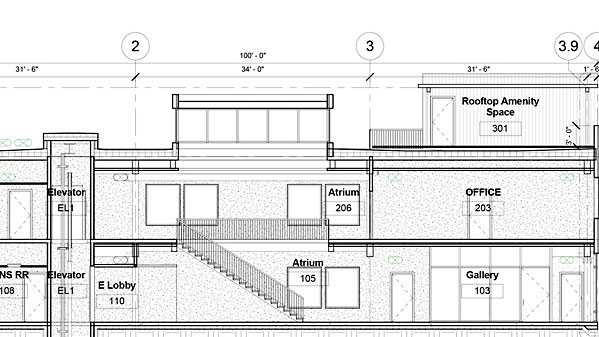 2
3
3.9
4
100' - 0"
31' - 6"
34' - 0"
31' - 6"
1' - 6
Rooftop Amenity
Space
301
3' - 0"
Elevator
EL1
Atrium
206
OFFICE
203
NS RR
108
Elevator
EL1
E Lobby
110
Atrium
105
Gallery
103